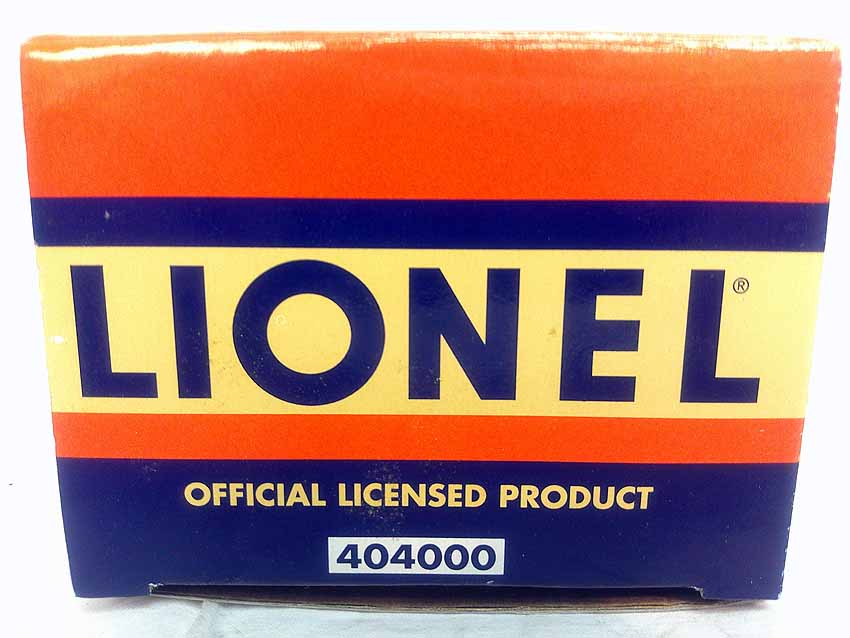 LIONEL®
OFFICIAL LICENSED PRODUCT
404000